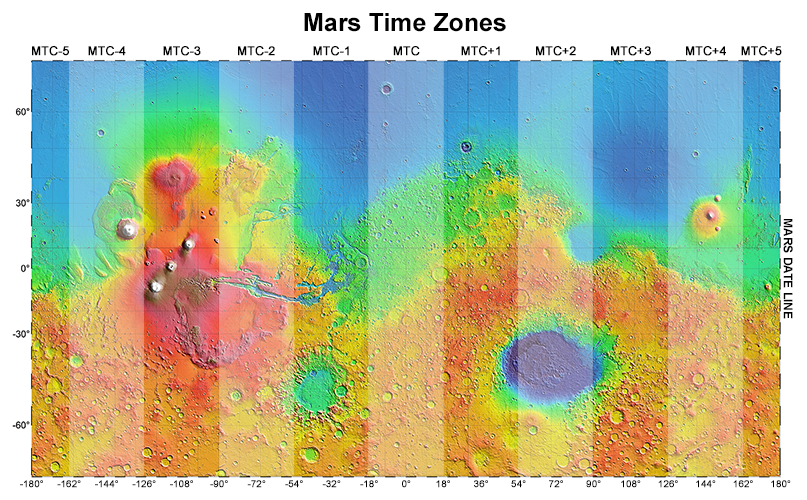 Mars Time Zones
MTC-5 MTC-4 MTC-3 MTC-2 MTC-1 MTC MTC+1 MTC+2 MTC+3 MTC+4 MTC+5
60°
30°
0°
-30°
-60°
MARS DATE LINE
-180° -162° -144° -126° -108° -90° -72° -54° -36° -18° 0° 18° 36° 54° 72° 90° 108° 126° 144° 162° 180°